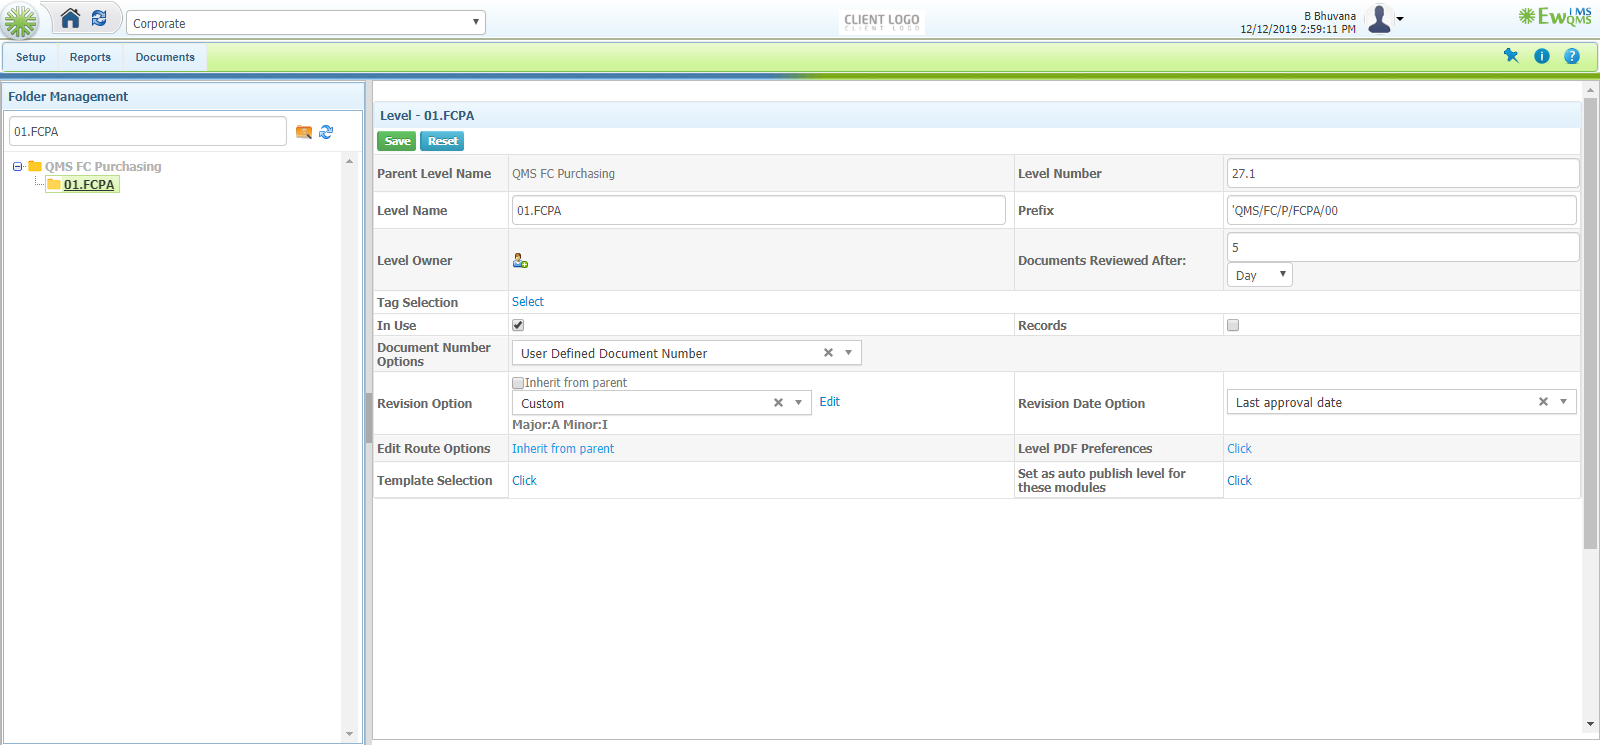 Corporate
CLIENT LOGO
CLIENT LOGO
B Bhuvana
12/12/2019 2:59:11 PM
EwQMS IMS
Setup Reports Documents
Folder Management
01.FCPA
QMS FC Purchasing
01.FCPA
Level - 01.FCPA
Save Reset
Parent Level Name QMS FC Purchasing Level Number 27.1
Level Name 01.FCPA Prefix 'QMS/FC/P/FCPA/00
Level Owner Documents Reviewed After: 5
Day
Tag Selection Select
In Use Records
Document Number Options User Defined Document Number
Inherit from parent
Revision Option Custom Edit Revision Date Option Last approval date
Major:A Minor:I
Edit Route Options Inherit from parent Level PDF Preferences Click
Template Selection Click Set as auto publish level for these modules Click